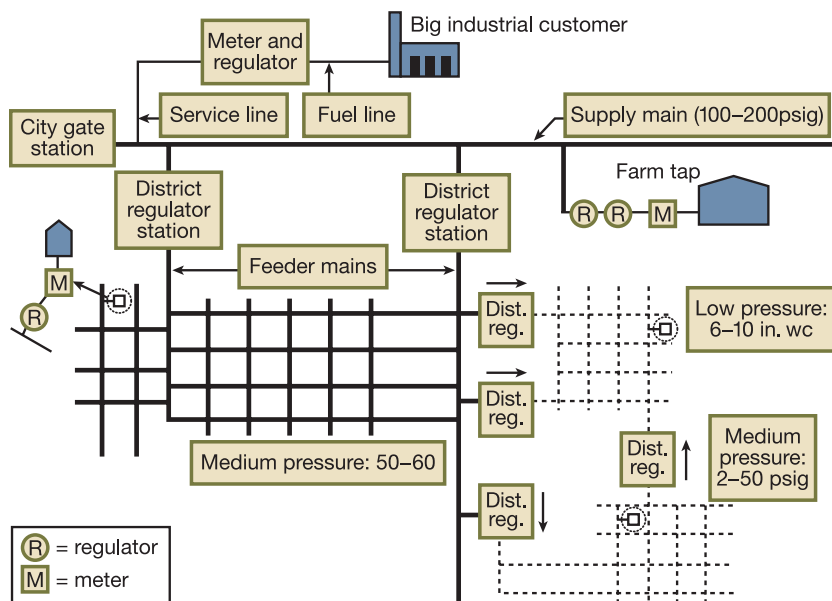 Big industrial customer
Meter and
regulator
Service line
Fuel line
Supply main (100–200psig)
City gate
station
District
regulator
station
District
regulator
station
Farm tap
R
R
M
Feeder mains
M
R
Dist.
reg.
Low pressure:
6–10 in. wc
Dist.
reg.
Medium pressure: 50–60
Dist.
reg.
Medium
pressure:
2–50 psig
Dist.
reg.
R = regulator
M = meter